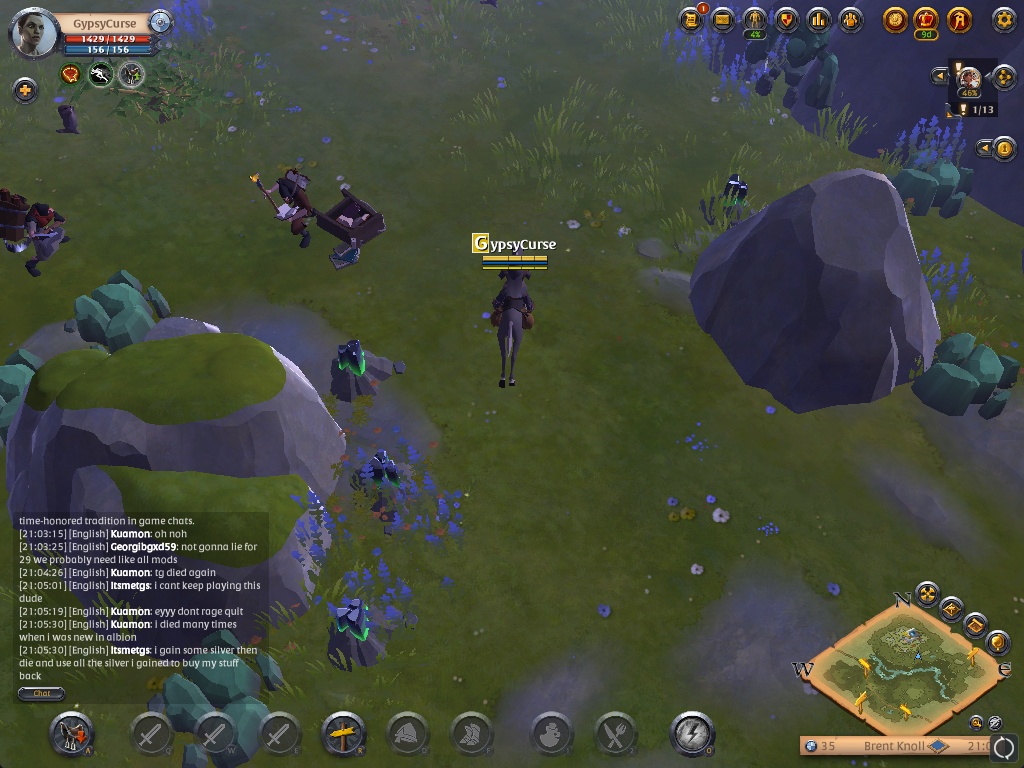 GypsyCurse
1429 / 1429
156 / 156
1
4%
9d
46%
1/13
GypsyCurse
time-honored tradition in game chats.
[21:03:15] [English] Kuamon: oh noh
[21:03:25] [English] Georgibgxd59: not gonna lie for
29 we probably need like all mods
[21:04:26] [English] Kuamon: tg died again
[21:05:01] [English] Itsmetgs: i cant keep playing this
dude
[21:05:19] [English] Kuamon: eyyy dont rage quit
[21:05:30] [English] Kuamon: i died many times
when i was new in albion
[21:05:30] [English] Itsmetgs: i gain some silver then
die and use all the silver i gained to buy my stuff
back
Chat
N
W
E
A
Q
W
E
R
D
F
O
35
Brent Knoll